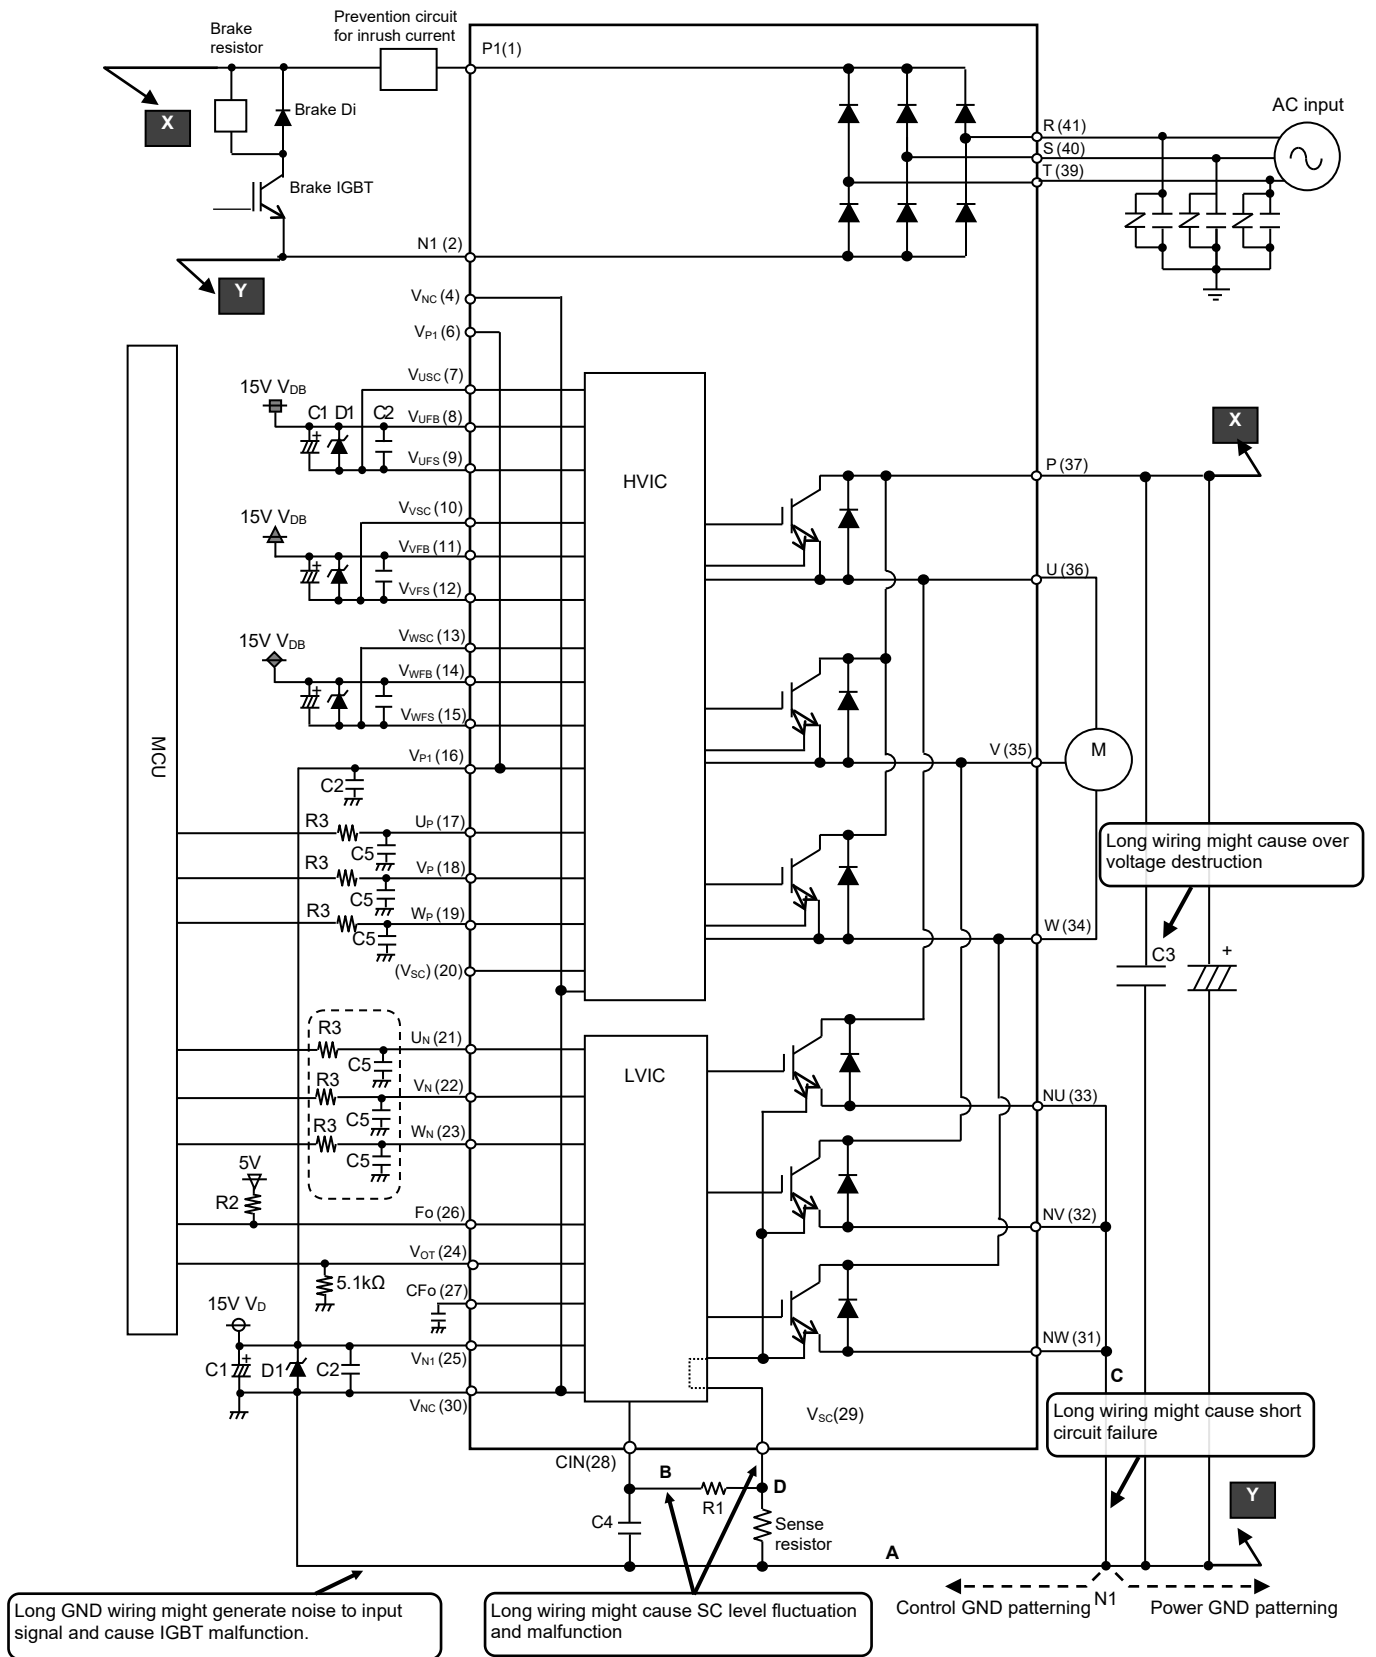 Brake
resistor
Prevention circuit
for inrush current
P1(1)
X
Brake Di
Brake IGBT
AC input
R (41)
S (40)
T (39)
N1 (2)
Y
VNC (4)
VP1 (6)
VUSC (7)
15V VDB
C1 D1 C2
VUFB (8)
VUFS (9)
HVIC
X
P (37)
VVSC (10)
15V VDB
VVFB (11)
VVFS (12)
U (36)
VWSC (13)
15V VDB
VWFB (14)
VWFS (15)
MCU
VP1 (16)
C2
V (35)
M
R3
UP (17)
C5
R3
VP (18)
C5
R3
WP (19)
C5
Long wiring might cause over
voltage destruction
W (34)
C3
+
(VSC) (20)
R3
UN (21)
C5
LVIC
R3
VN (22)
C5
NU (33)
R3
WN (23)
C5
5V
R2
Fo (26)
NV (32)
VOT (24)
5.1kΩ
CFo (27)
15V VD
NW (31)
C1
D1
C2
VN1 (25)
C
VNC (30)
VSC(29)
Long wiring might cause short
circuit failure
CIN(28)
B
D
R1
Y
C4
Sense
resistor
A
N1
Control GND patterning
Power GND patterning
Long GND wiring might generate noise to input
signal and cause IGBT malfunction.
Long wiring might cause SC level fluctuation
and malfunction